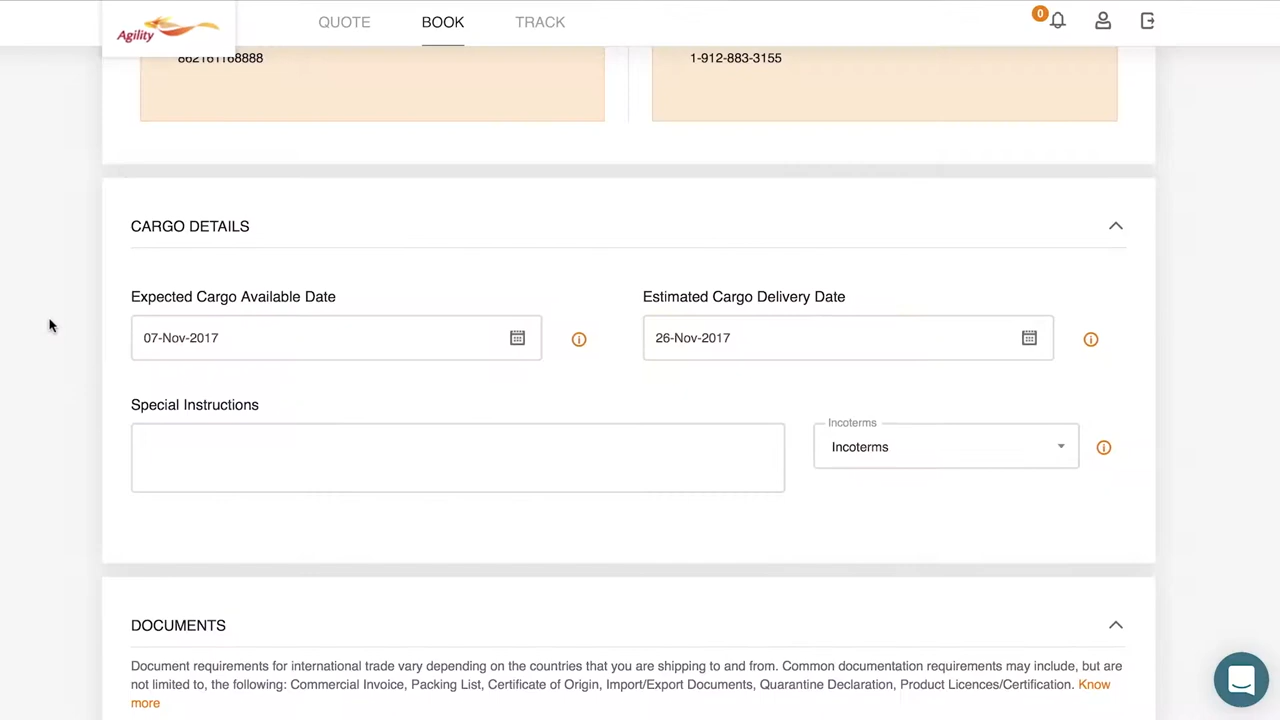 Agility
QUOTE
BOOK
TRACK
0
862161168888
1-912-883-3155
CARGO DETAILS
Expected Cargo Available Date
Estimated Cargo Delivery Date
07-Nov-2017
26-Nov-2017
Special Instructions
Incoterms
Incoterms
DOCUMENTS
Document requirements for international trade vary depending on the countries that you are shipping to and from. Common documentation requirements may include, but are
not limited to, the following: Commercial Invoice, Packing List, Certificate of Origin, Import/Export Documents, Quarantine Declaration, Product Licences/Certification. Know
more